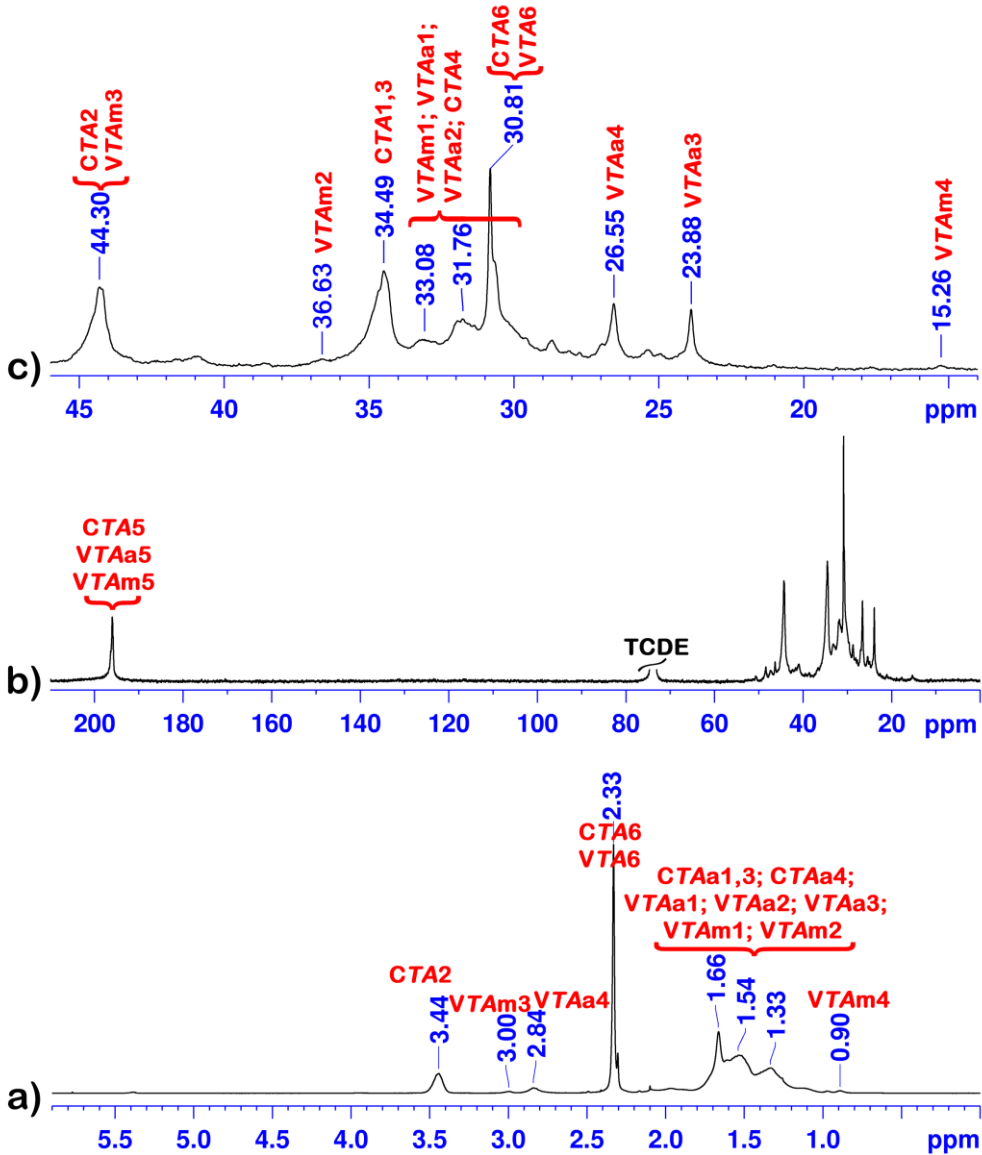 CTA2
VTAm3
44.30
36.63 VTAm2
34.49 CTA1,3
VTAm1; VTAa1;
VTAa2; CTA4
33.08
31.76
CTA6
VTA6
30.81
26.55 VTAa4
23.88 VTAa3
15.26 VTAm4
c)
45 40 35 30 25 20 ppm
CTA5
VTAa5
VTAm5
TCDE
b)
200 180 160 140 120 100 80 60 40 20 ppm
2.33
CTA6
VTA6
CTAa1,3; CTAa4;
VTAa1; VTAa2; VTAa3;
VTAm1; VTAm2
CTA2
3.44
VTAm3
3.00
VTAa4
2.84
1.66
1.54
1.33
VTAm4
0.90
a)
5.5 5.0 4.5 4.0 3.5 3.0 2.5 2.0 1.5 1.0 ppm